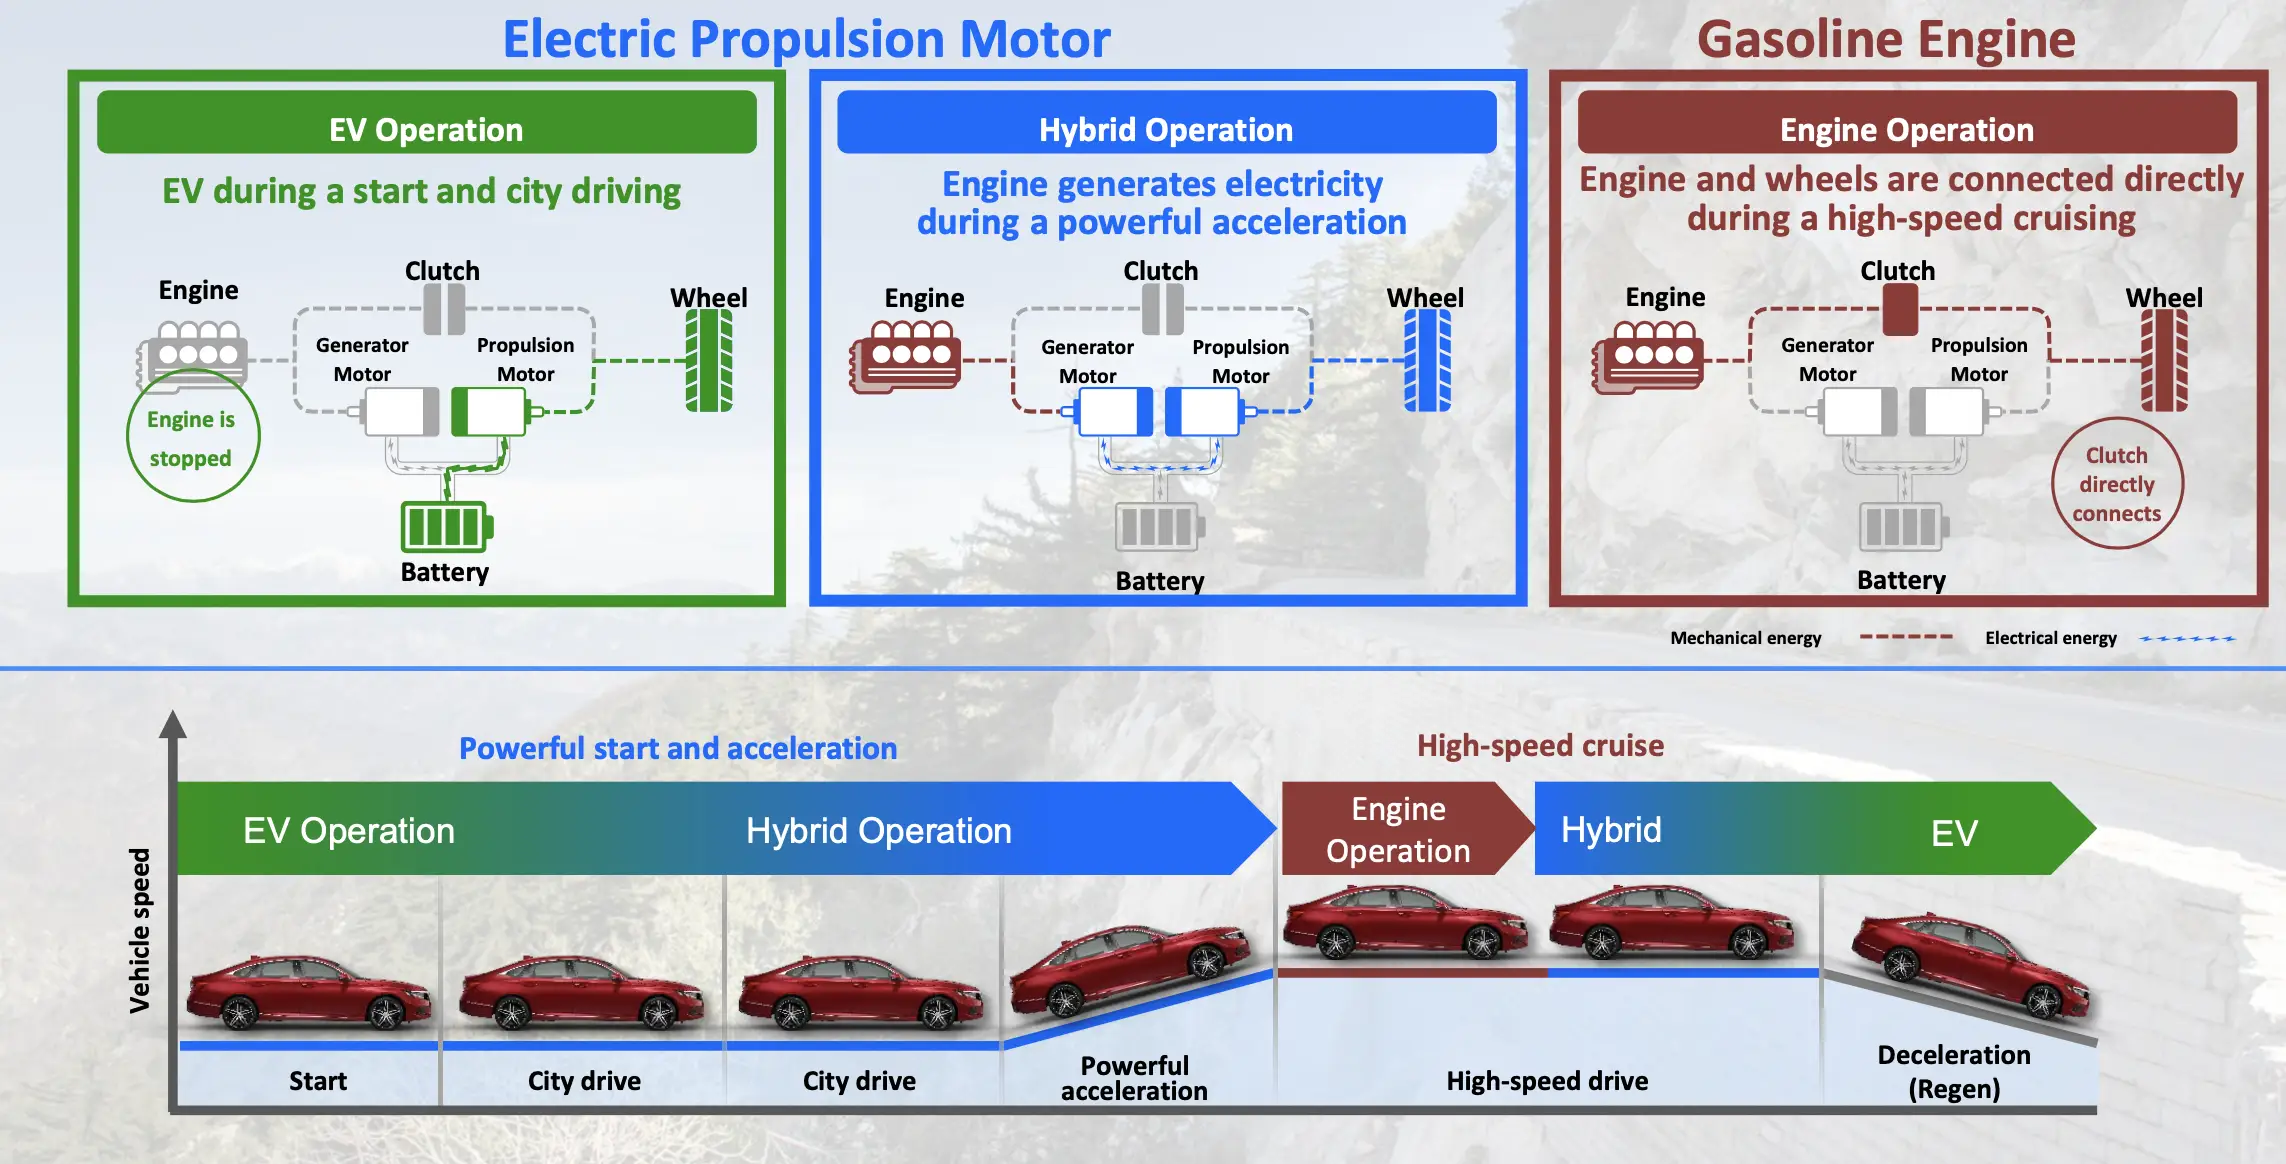 Electric Propulsion Motor
Gasoline Engine
EV Operation
EV during a start and city driving
Engine
Clutch
Wheel
Generator
Motor
Propulsion
Motor
Engine is
stopped
Battery
Hybrid Operation
Engine generates electricity
during a powerful acceleration
Engine
Clutch
Wheel
Generator
Motor
Propulsion
Motor
Battery
Engine Operation
Engine and wheels are connected directly
during a high-speed cruising
Engine
Clutch
Wheel
Generator
Motor
Propulsion
Motor
Clutch
directly
connects
Battery
Mechanical energy
Electrical energy
Vehicle speed
Powerful start and acceleration
High-speed cruise
EV Operation
Hybrid Operation
Engine
Operation
Hybrid
EV
Start
City drive
City drive
Powerful
acceleration
High-speed drive
Deceleration
(Regen)